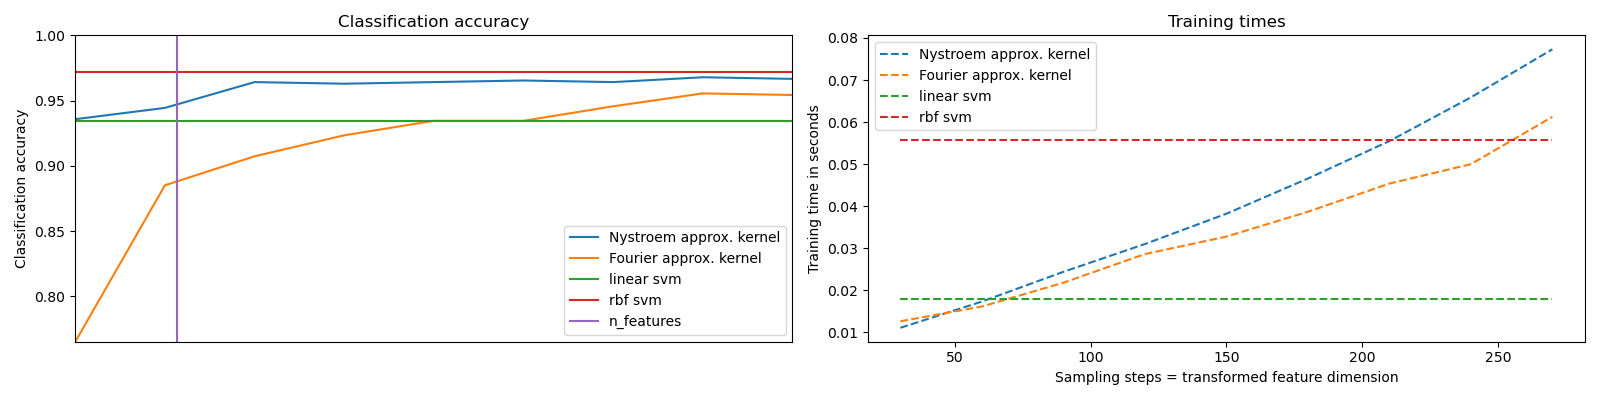 Classification accuracy
Classification accuracy
1.00
0.95
0.90
0.85
0.80
Nystroem approx. kernel
Fourier approx. kernel
linear svm
rbf svm
n_features
Training times
Training time in seconds
0.08
0.07
0.06
0.05
0.04
0.03
0.02
0.01
Nystroem approx. kernel
Fourier approx. kernel
linear svm
rbf svm
50 100 150 200 250
Sampling steps = transformed feature dimension